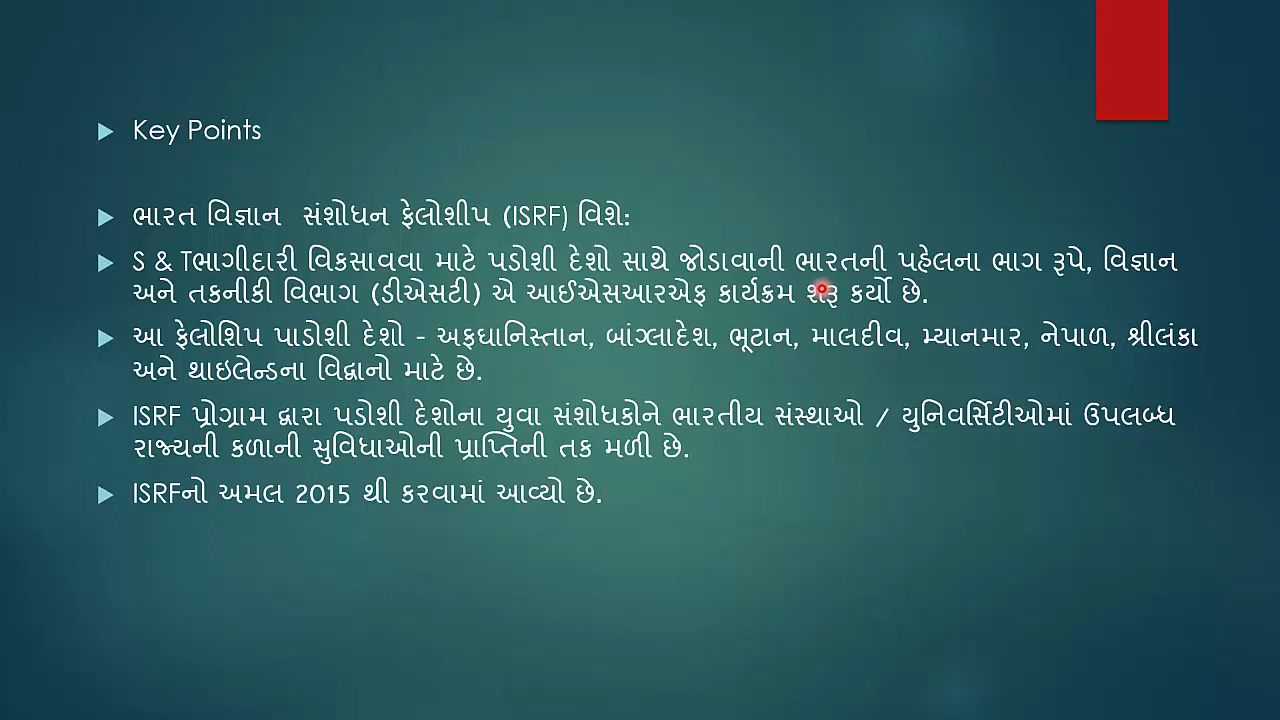 Key Points
ભારત વિજ્ઞાન સંશોધન ફેલોશીપ (ISRF) વિશે:
S & Tભાગીદારી વિકસાવવા માટે પડોશી દેશો સાથે જોડાવાની ભારતની પહેલના ભાગ રૂપે, વિજ્ઞાન
અને તકનીકી વિભાગ (ડીએસટી) એ આઈએસઆરએફ કાર્યક્રમ શરૂ કર્યો છે.
આ ફેલોશિપ પાડોશી દેશો - અફઘાનિસ્તાન, બાંગ્લાદેશ, ભૂટાન, માલદીવ, મ્યાનમાર, નેપાળ, શ્રીલંકા
અને થાઇલેન્ડના વિદ્વાનો માટે છે.
ISRF પ્રોગ્રામ દ્વારા પડોશી દેશોના યુવા સંશોધકોને ભારતીય સંસ્થાઓ / યુનિવર્સિટીઓમાં ઉપલબ્ધ
રાજ્યની કળાની સુવિધાઓની પ્રાપ્તિની તક મળી છે.
ISRFનો અમલ 2015 થી કરવામાં આવ્યો છે.